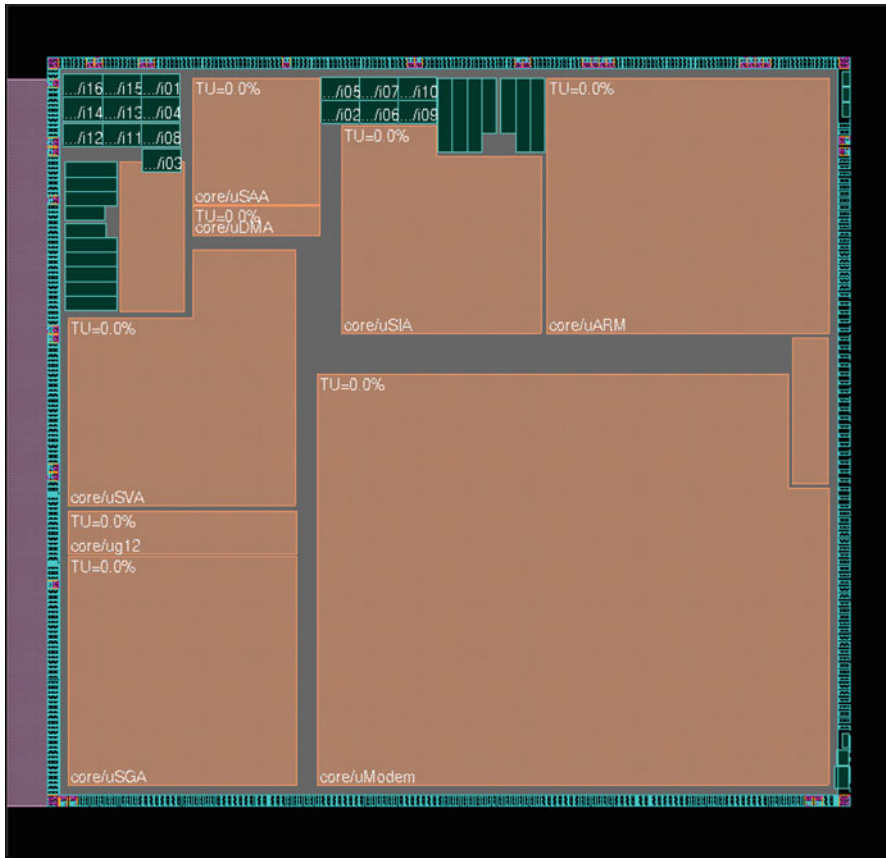 .../i16 .../i15 .../i01
.../i14 .../i13 .../i04
.../i12 .../i11 .../i08
.../i03
TU=0.0%
core/uSAA
TU=0.0%
core/uDMA
.../i05 .../i07 .../i10
.../i02 .../i06 .../i09
TU=0.0%
core/uSIA
TU=0.0%
core/uARM
TU=0.0%
core/uSVA
TU=0.0%
core/ug12
TU=0.0%
core/uSGA
TU=0.0%
core/uModem